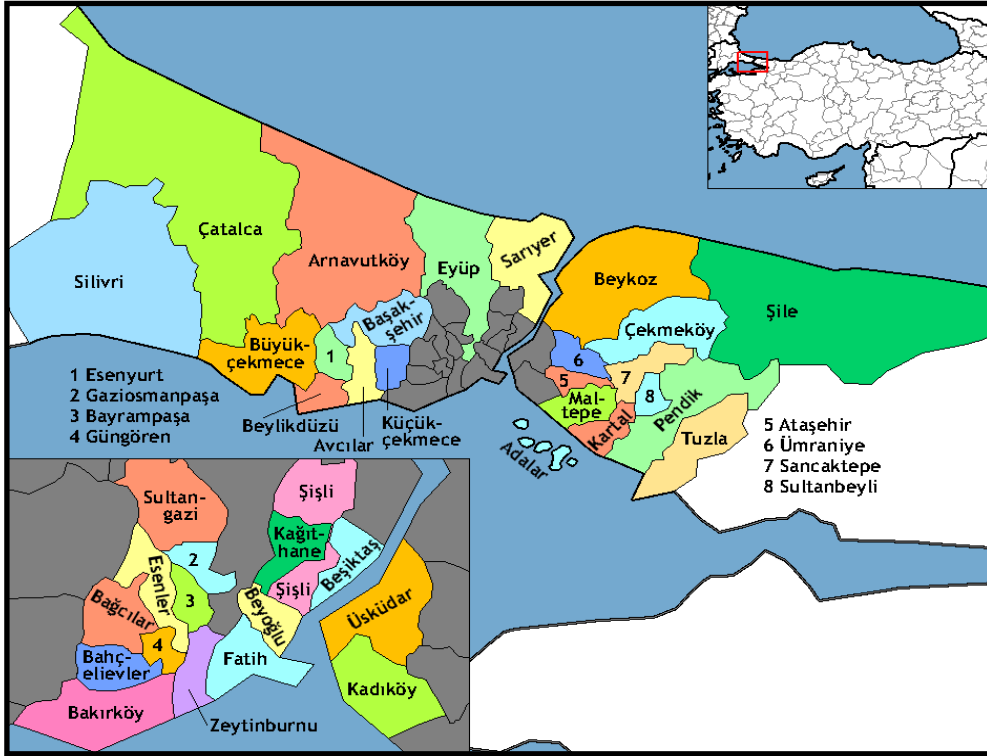 Silivri
Çatalca
Arnavutköy
Eyüp
Sarıyer
Beykoz
Şile
Büyük-
çekmece
1
Başak-
şehir
Çekmeköy
6
5
7
8
Mal-
tepe
Kartal
Pendik
Tuzla
Beylikdüzü
Avcılar
Küçük-
çekmece
Adalar
1 Esenyurt
2 Gaziosmanpaşa
3 Bayrampaşa
4 Güngören
5 Ataşehir
6 Ümraniye
7 Sancaktepe
8 Sultanbeyli
Sultan-
gazi
Şişli
Kağıt-
hane
Şişli
Beşiktaş
2
Esenler
3
Bağcılar
4
Beyoğlu
Üsküdar
Bahç-
elievler
Fatih
Kadıköy
Bakırköy
Zeytinburnu